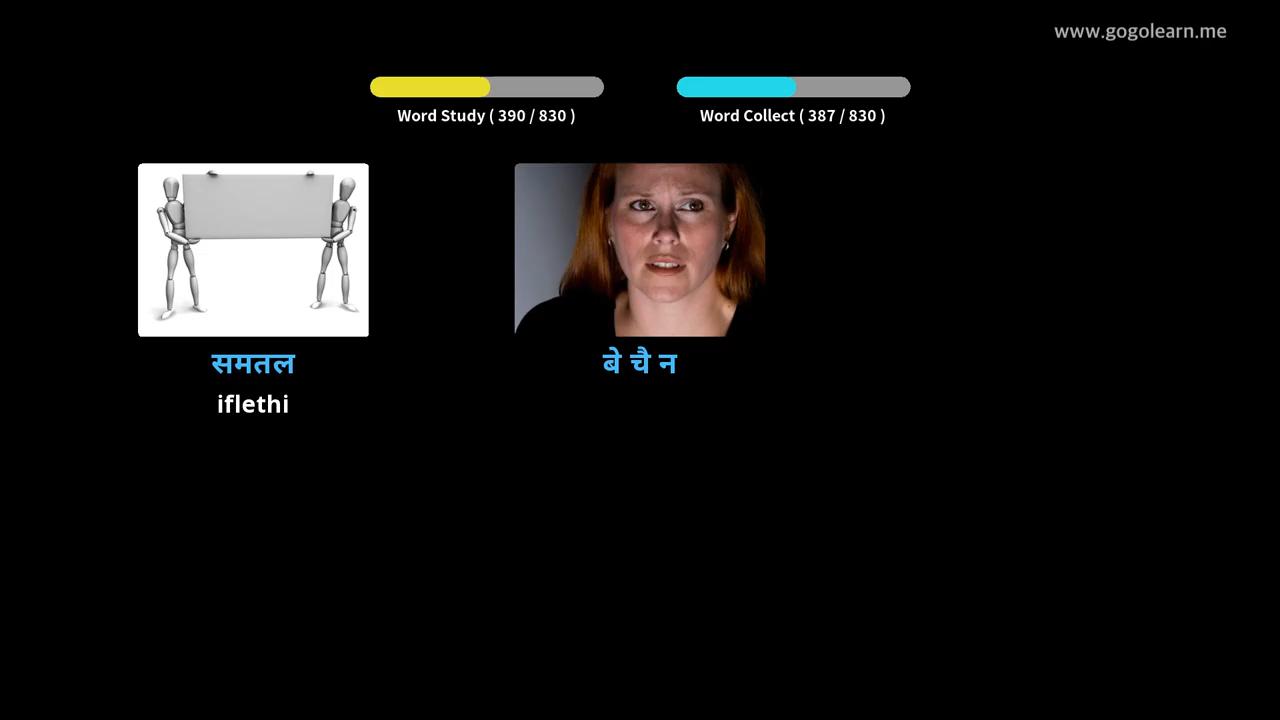 www.gogolearn.me
Word Study ( 390 / 830 )
Word Collect ( 387 / 830 )
समतल
iflethi
बे चै न